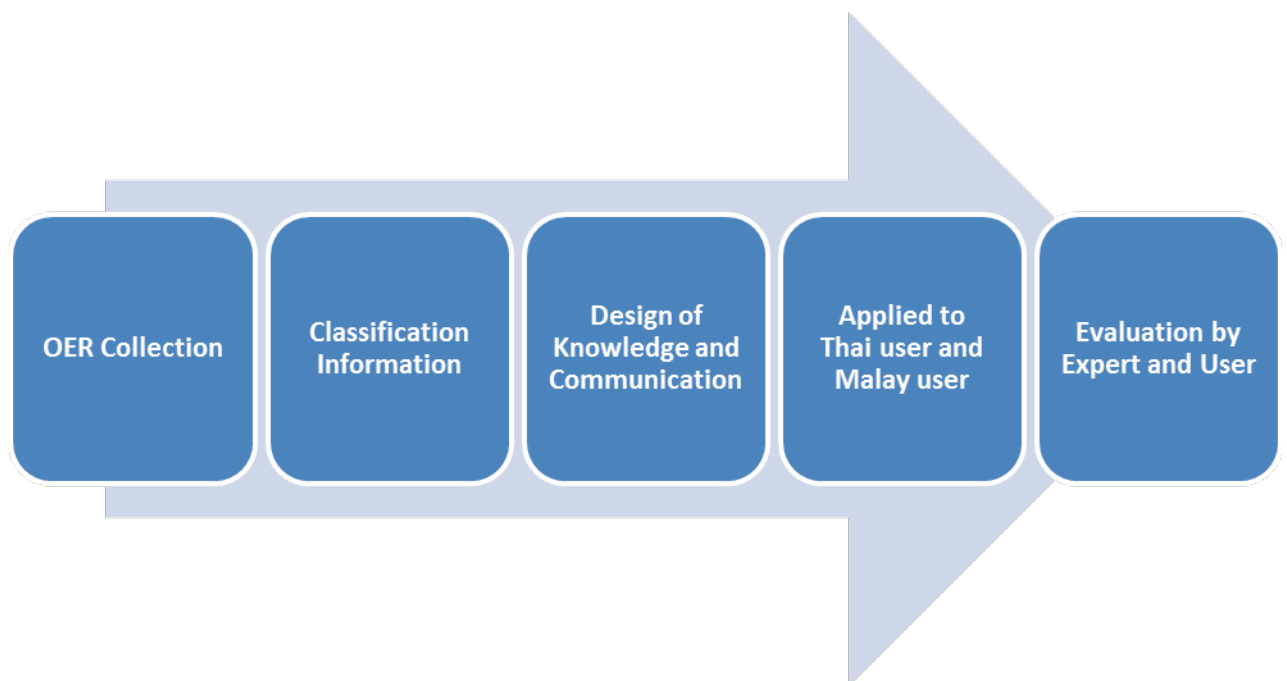 OER Collection
Classification
Information
Design of
Knowledge and
Communication
Applied to
Thai user and
Malay user
Evaluation by
Expert and User